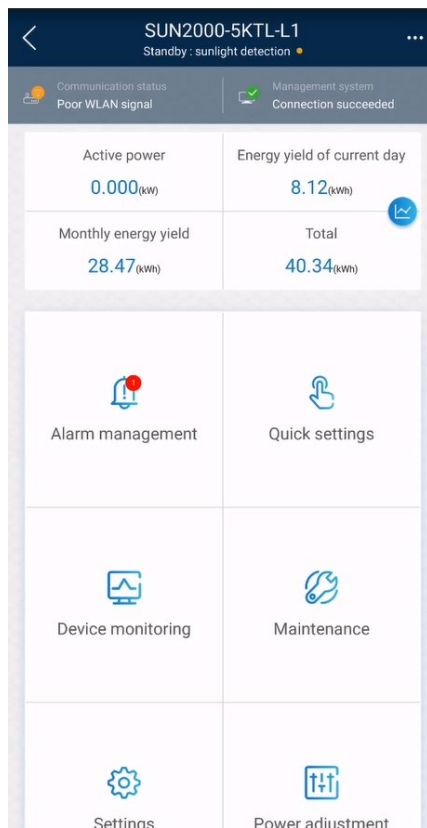 SUN2000-5KTL-L1
Standby : sunlight detection
Communication status
Poor WLAN signal
Management system
Connection succeeded
Active power
0.000(kW)
Energy yield of current day
8.12(kWh)
Monthly energy yield
28.47(kWh)
Total
40.34(kWh)
Alarm management
Quick settings
Device monitoring
Maintenance
Settings
Power adjustment